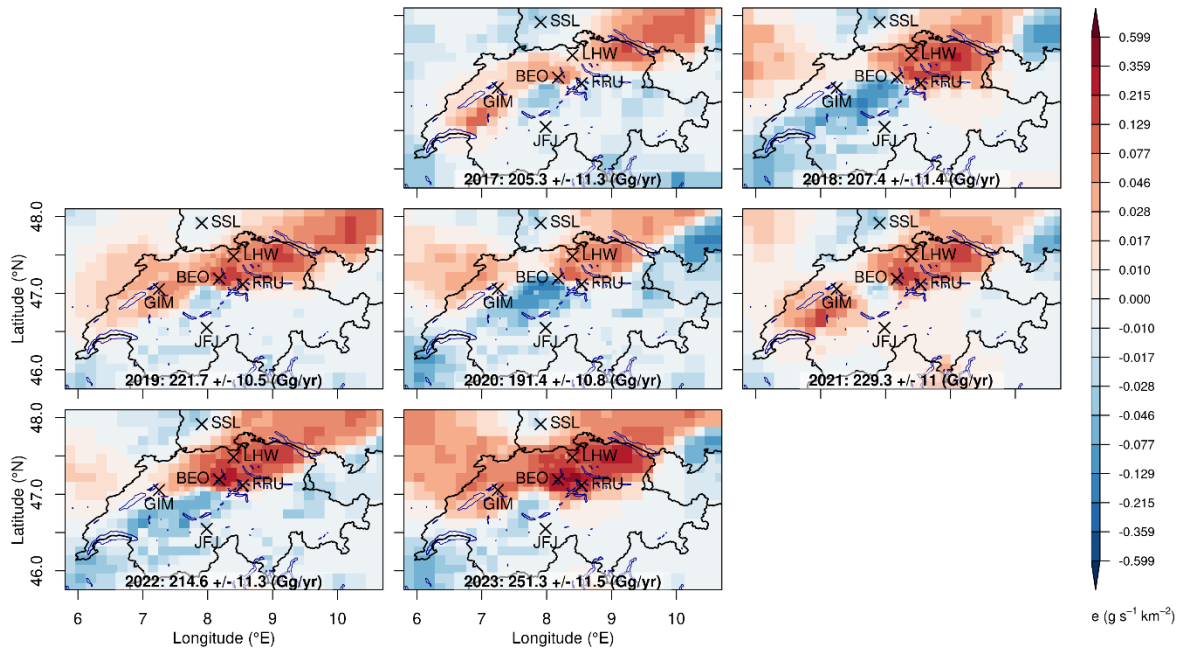 SSL
LHW
BEO
FRU
GIM
JFJ
2017: 205.3 +/- 11.3 (Gg/yr)
SSL
LHW
BEO
FRU
GIM
JFJ
2018: 207.4 +/- 11.4 (Gg/yr)
48.0
47.0
46.0
Latitude (°N)
SSL
LHW
BEO
FRU
GIM
JFJ
2019: 221.7 +/- 10.5 (Gg/yr)
SSL
LHW
BEO
FRU
GIM
JFJ
2020: 191.4 +/- 10.8 (Gg/yr)
SSL
LHW
BEO
FRU
GIM
JFJ
2021: 229.3 +/- 11 (Gg/yr)
48.0
47.0
46.0
Latitude (°N)
SSL
LHW
BEO
FRU
GIM
JFJ
2022: 214.6 +/- 11.3 (Gg/yr)
6 7 8 9 10
Longitude (°E)
SSL
LHW
BEO
FRU
GIM
JFJ
2023: 251.3 +/- 11.5 (Gg/yr)
6 7 8 9 10
Longitude (°E)
0.599
0.359
0.215
0.129
0.077
0.046
0.028
0.017
0.010
0.000
-0.010
-0.017
-0.028
-0.046
-0.077
-0.129
-0.215
-0.359
-0.599
e (g s⁻¹ km⁻²)